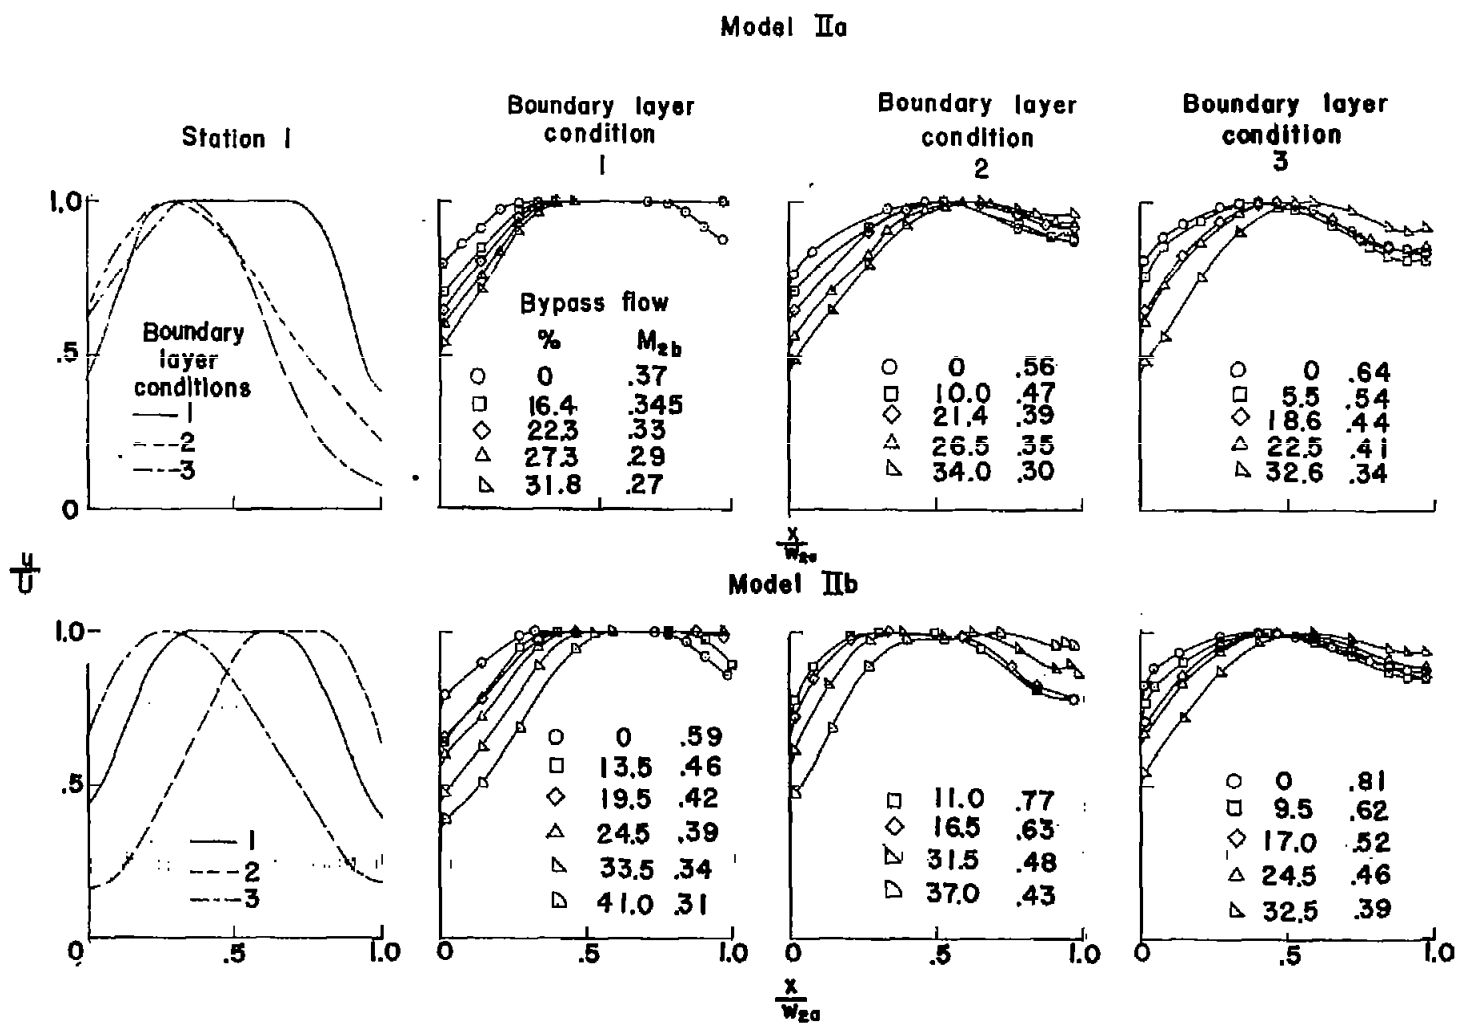 Model IIa
Station 1
Boundary layer
condition
1
Boundary layer
condition
2
Boundary layer
condition
3
1.0
.5
0
Boundary
layer
conditions
1
2
3
Bypass flow
% M2b
0 .37
16.4 .345
22.3 .33
27.3 .29
31.8 .27
0 .56
10.0 .47
21.4 .39
26.5 .35
34.0 .30
0 .64
5.5 .54
18.6 .44
22.5 .41
32.6 .34
x
W2a
u
U
Model IIb
1.0
.5
0
.5
1.0
1
2
3
0 .59
13.5 .46
19.5 .42
24.5 .39
33.5 .34
41.0 .31
0
.5
1.0
11.0 .77
16.5 .63
31.5 .48
37.0 .43
0
.5
1.0
0 .81
9.5 .62
17.0 .52
24.5 .46
32.5 .39
0
.5
1.0
x
W2a